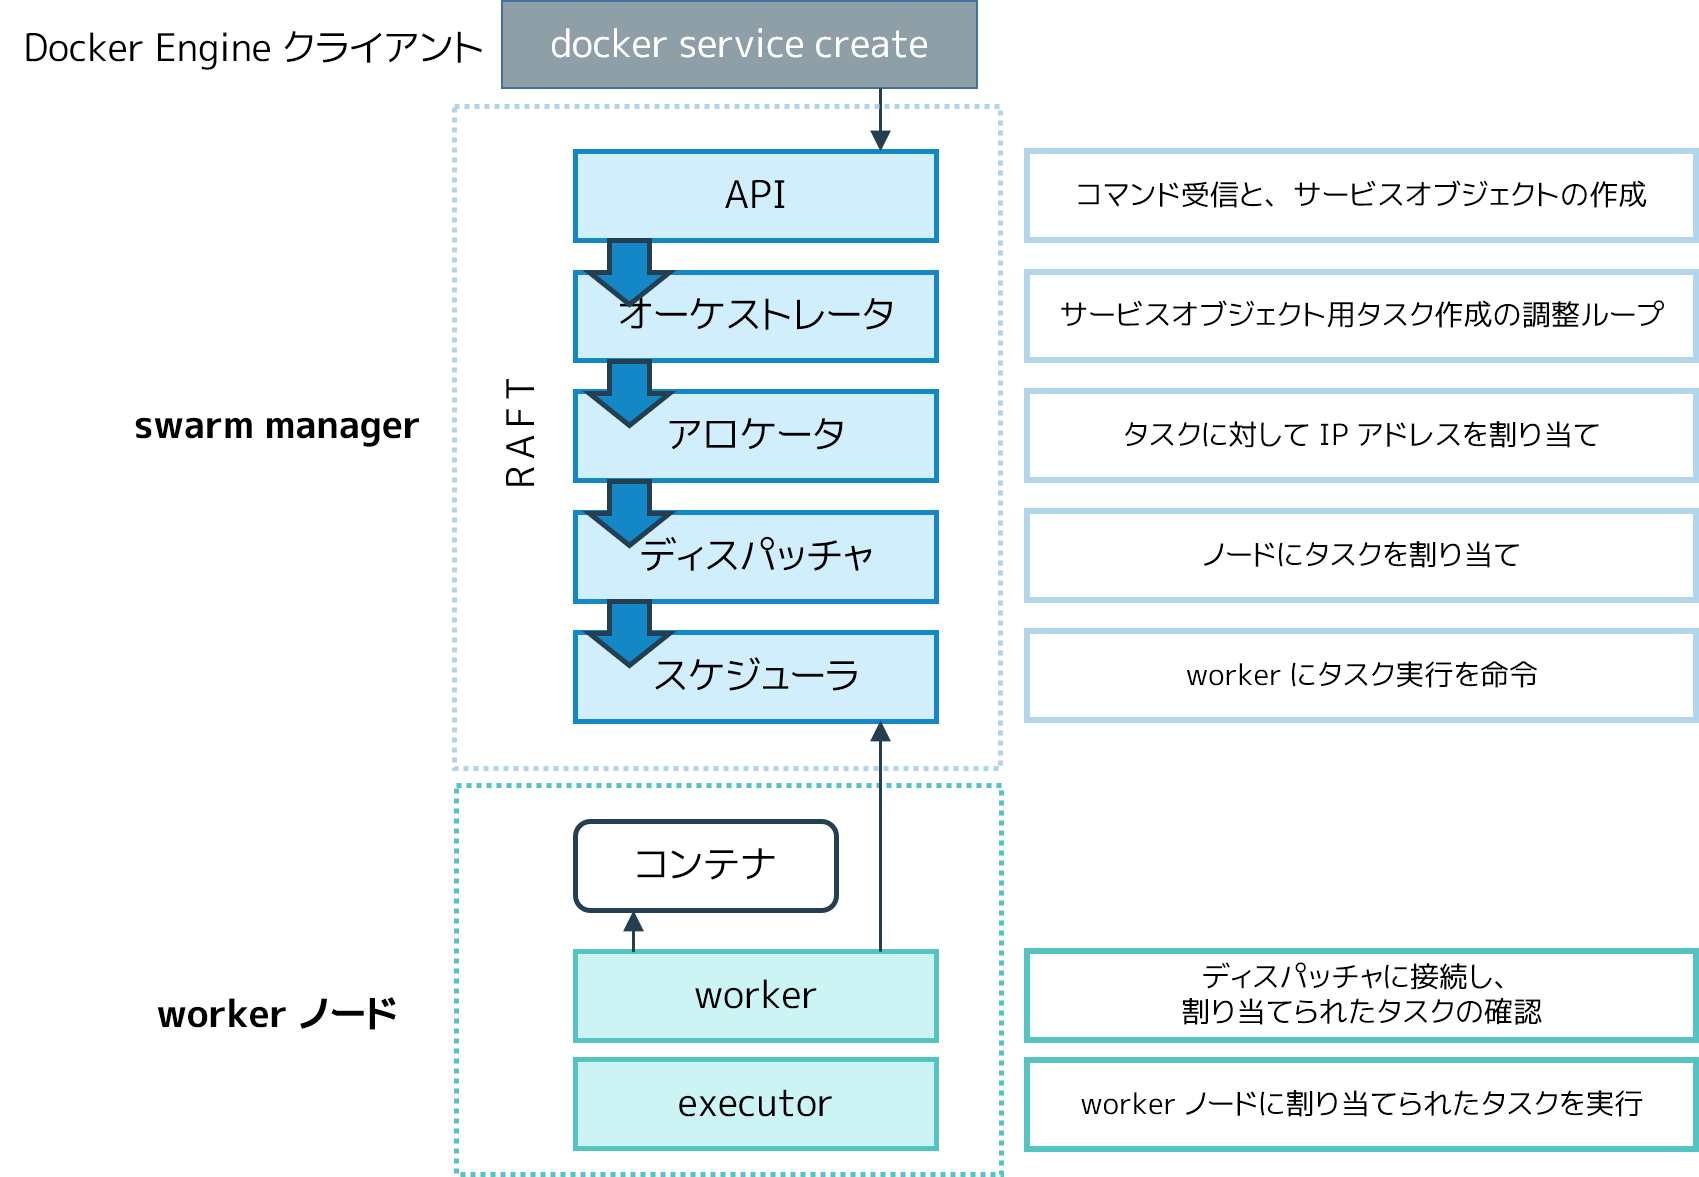 Docker Engine クライアント
docker service create
swarm manager
RAFT
API
コマンド受信と、サービスオブジェクトの作成
オーケストレータ
サービスオブジェクト用タスク作成の調整ループ
アロケータ
タスクに対して IP アドレスを割り当て
ディスパッチャ
ノードにタスクを割り当て
スケジューラ
worker にタスク実行を命令
worker ノード
コンテナ
worker
ディスパッチャに接続し、
割り当てられたタスクの確認
executor
worker ノードに割り当てられたタスクを実行